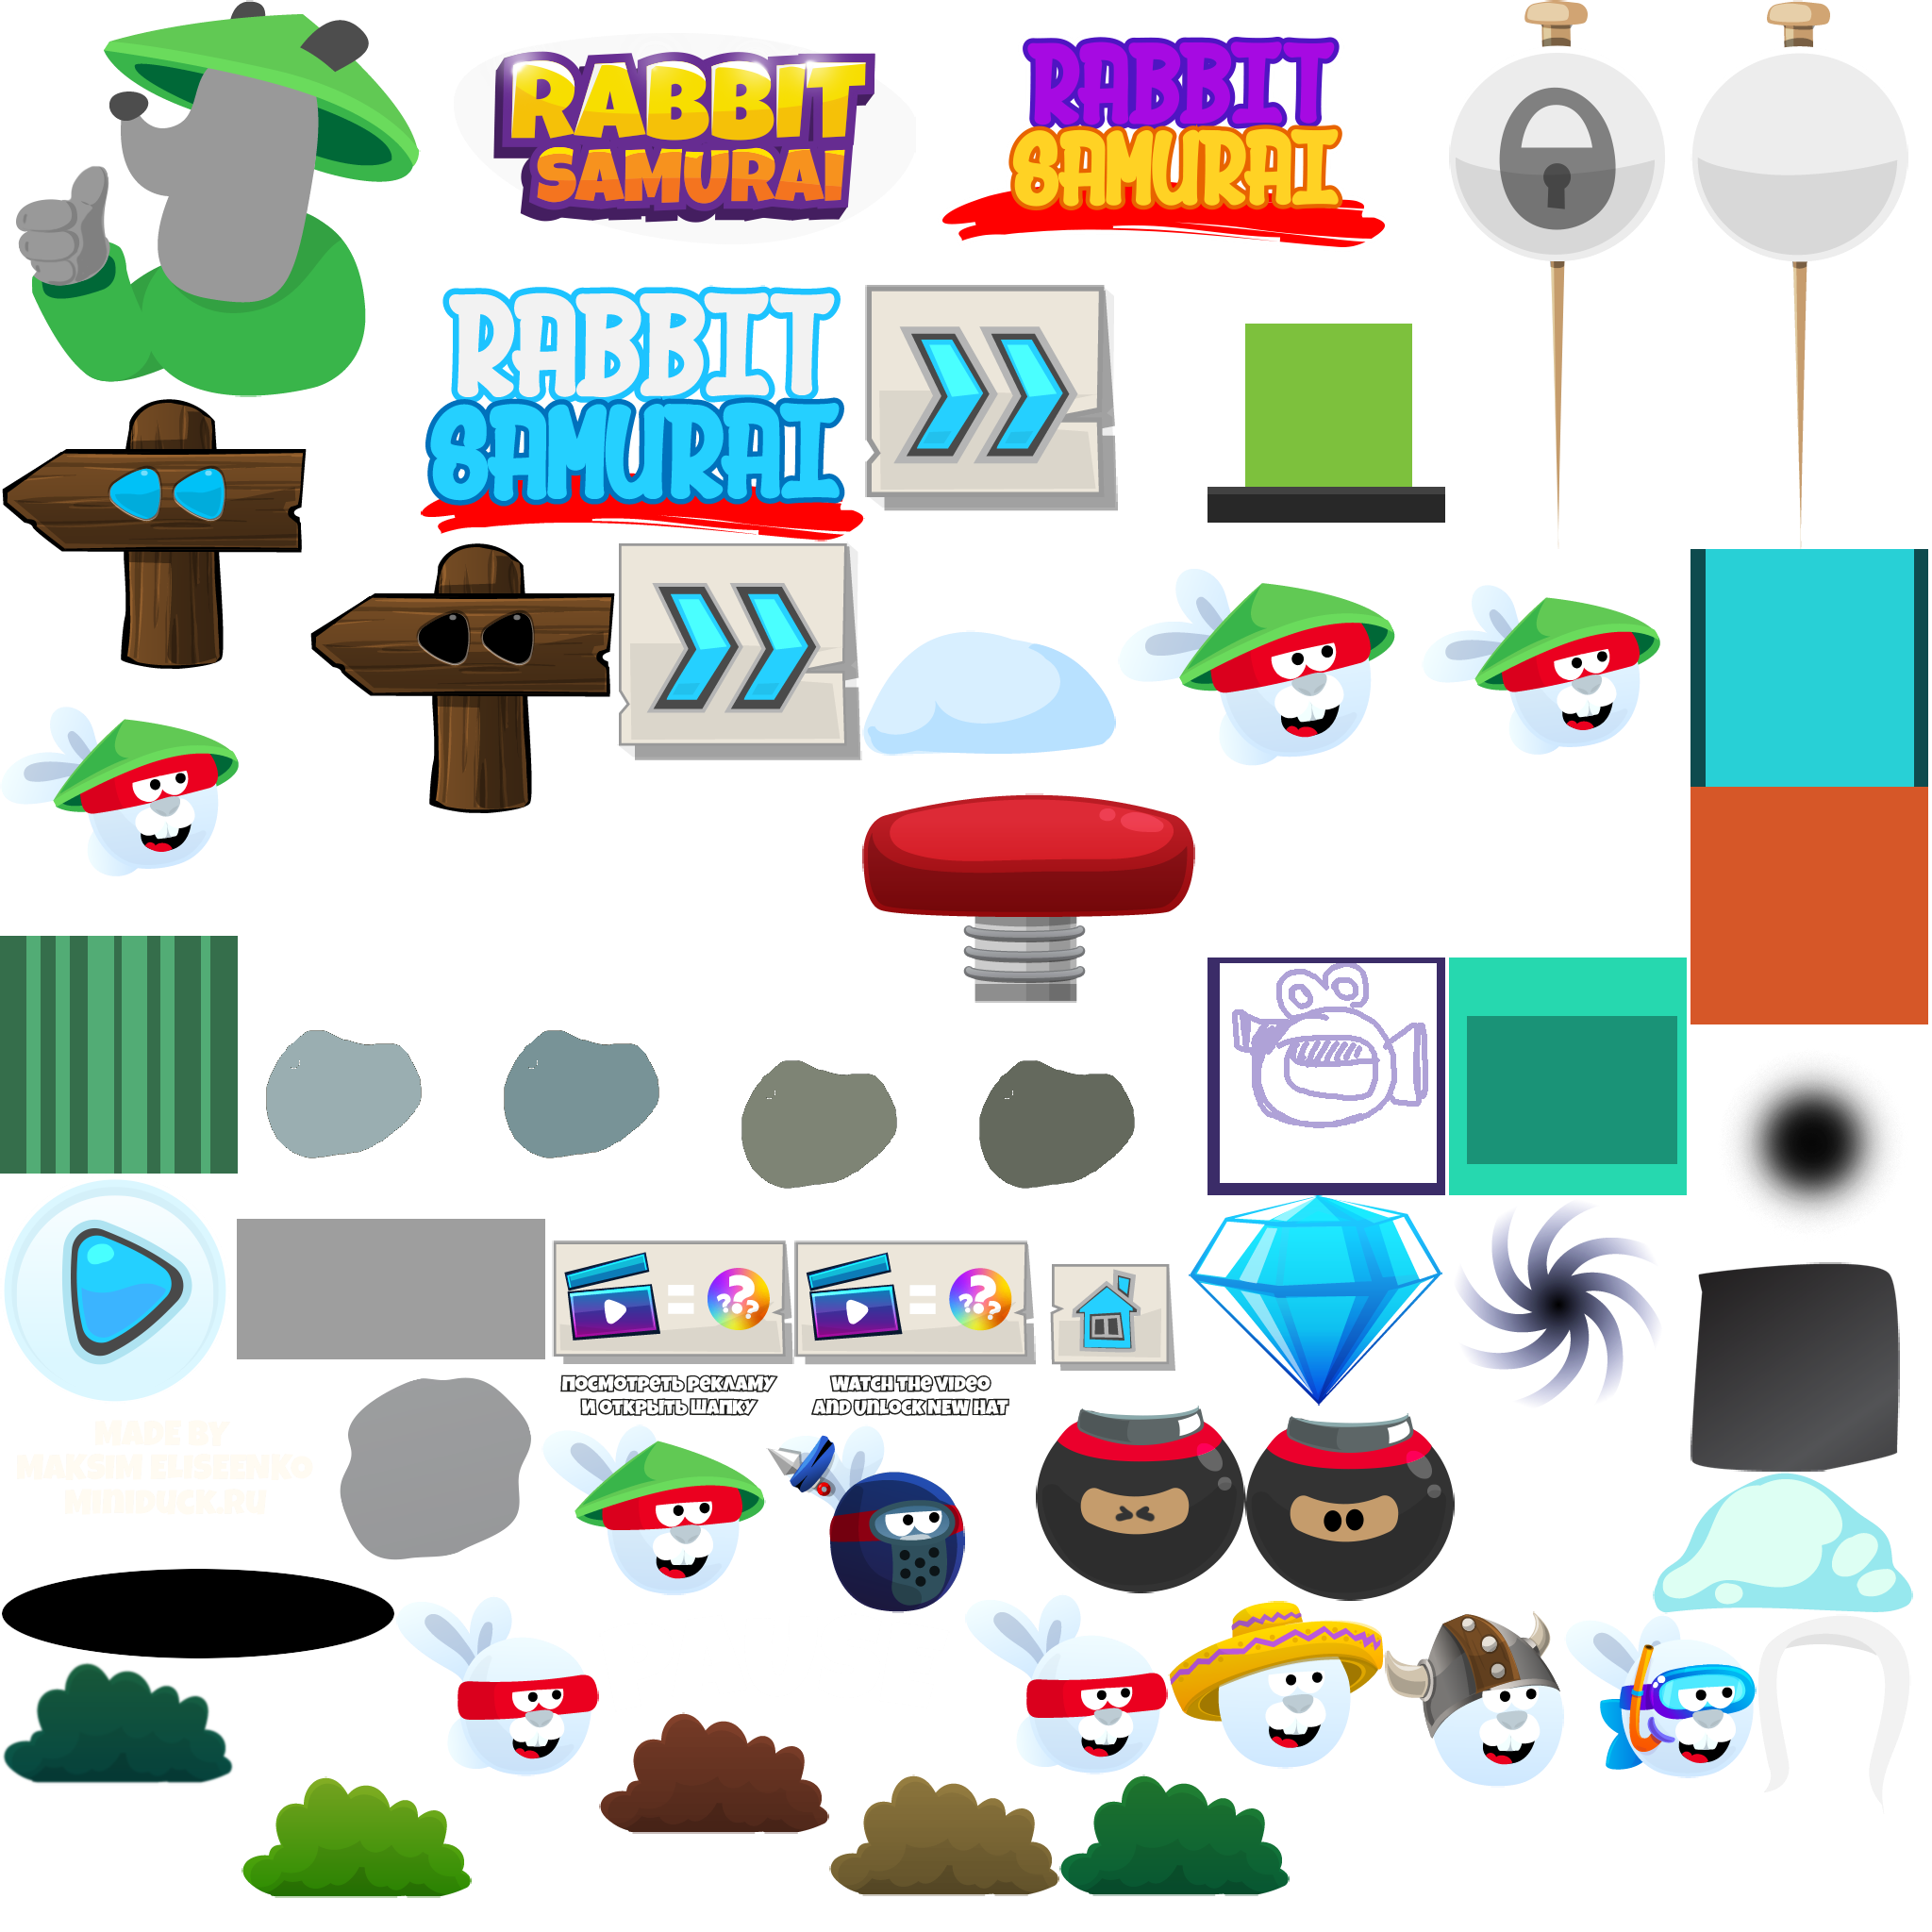 RABBIT
SAMURAI
RABBIT
SAMURAI
RABBIT
SAMURAI
= ???
= ???
ПОСМОТРЕТЬ РЕКЛАМУ
И ОТКРЫТЬ ШАПКУ
WATCH THE VIDEO
AND UNLOCK NEW HAT
MADE BY
MAKSIM ELISEENKO
MINIDUCK.RU